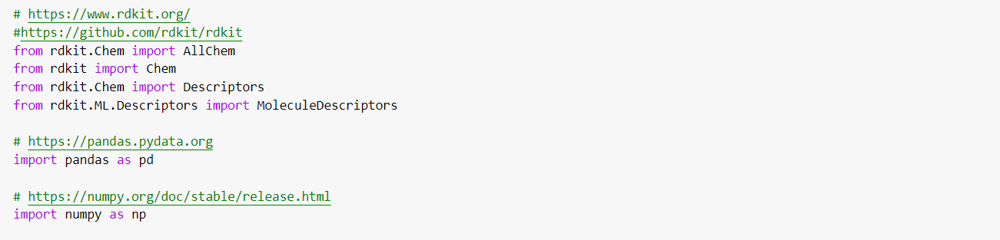 # https://www.rdkit.org/
#https://github.com/rdkit/rdkit
from rdkit.Chem import AllChem
from rdkit import Chem
from rdkit.Chem import Descriptors
from rdkit.ML.Descriptors import MoleculeDescriptors
# https://pandas.pydata.org
import pandas as pd
# https://numpy.org/doc/stable/release.html
import numpy as np